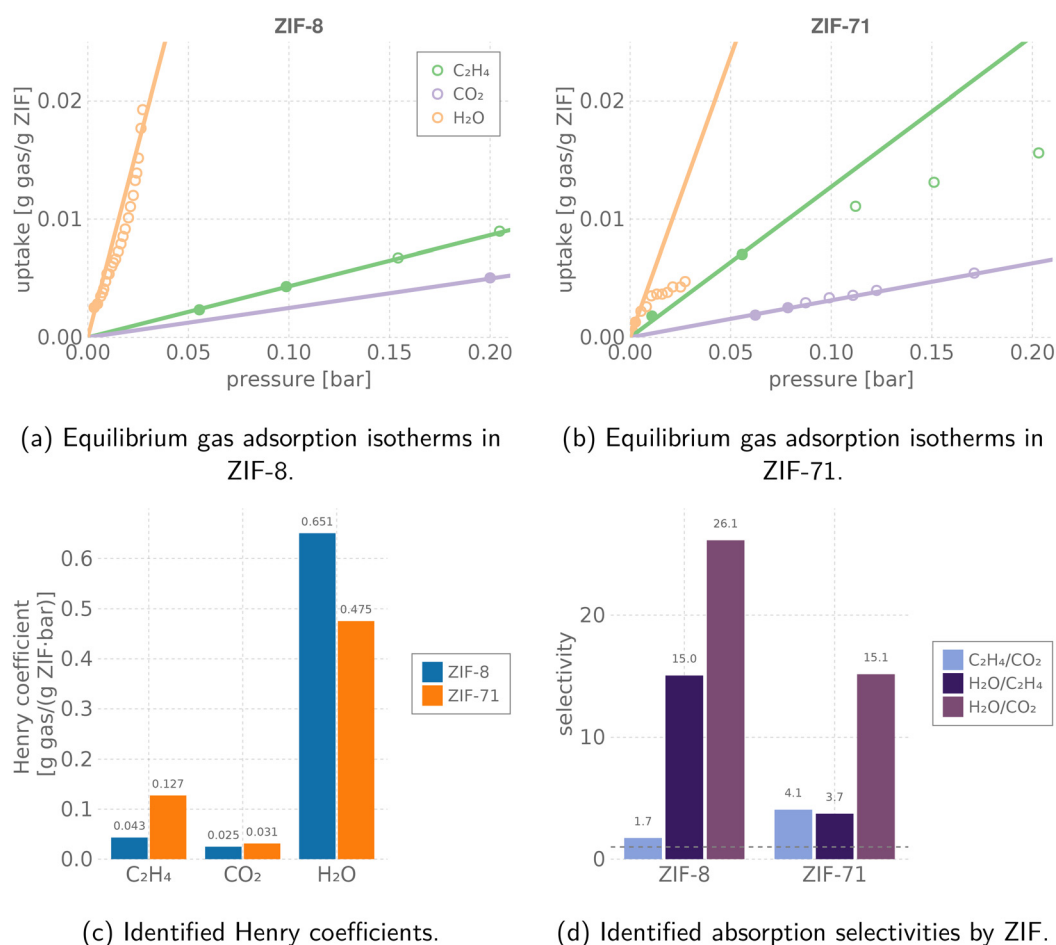 ZIF-8
uptake [g gas/g ZIF]
0.02
0.01
0.00
0.00 0.05 0.10 0.15 0.20
pressure [bar]
C₂H₄
CO₂
H₂O
(a) Equilibrium gas adsorption isotherms in
ZIF-8.
ZIF-71
uptake [g gas/g ZIF]
0.02
0.01
0.00
0.00 0.05 0.10 0.15 0.20
pressure [bar]
(b) Equilibrium gas adsorption isotherms in
ZIF-71.
Henry coefficient
[g gas/(g ZIF·bar)]
0.6
0.5
0.4
0.3
0.2
0.1
0.0
0.043
0.127
0.025
0.031
0.651
0.475
C₂H₄ CO₂ H₂O
ZIF-8
ZIF-71
(c) Identified Henry coefficients.
selectivity
20
10
0
1.7
15.0
26.1
4.1
3.7
15.1
ZIF-8 ZIF-71
C₂H₄/CO₂
H₂O/C₂H₄
H₂O/CO₂
(d) Identified absorption selectivities by ZIF.